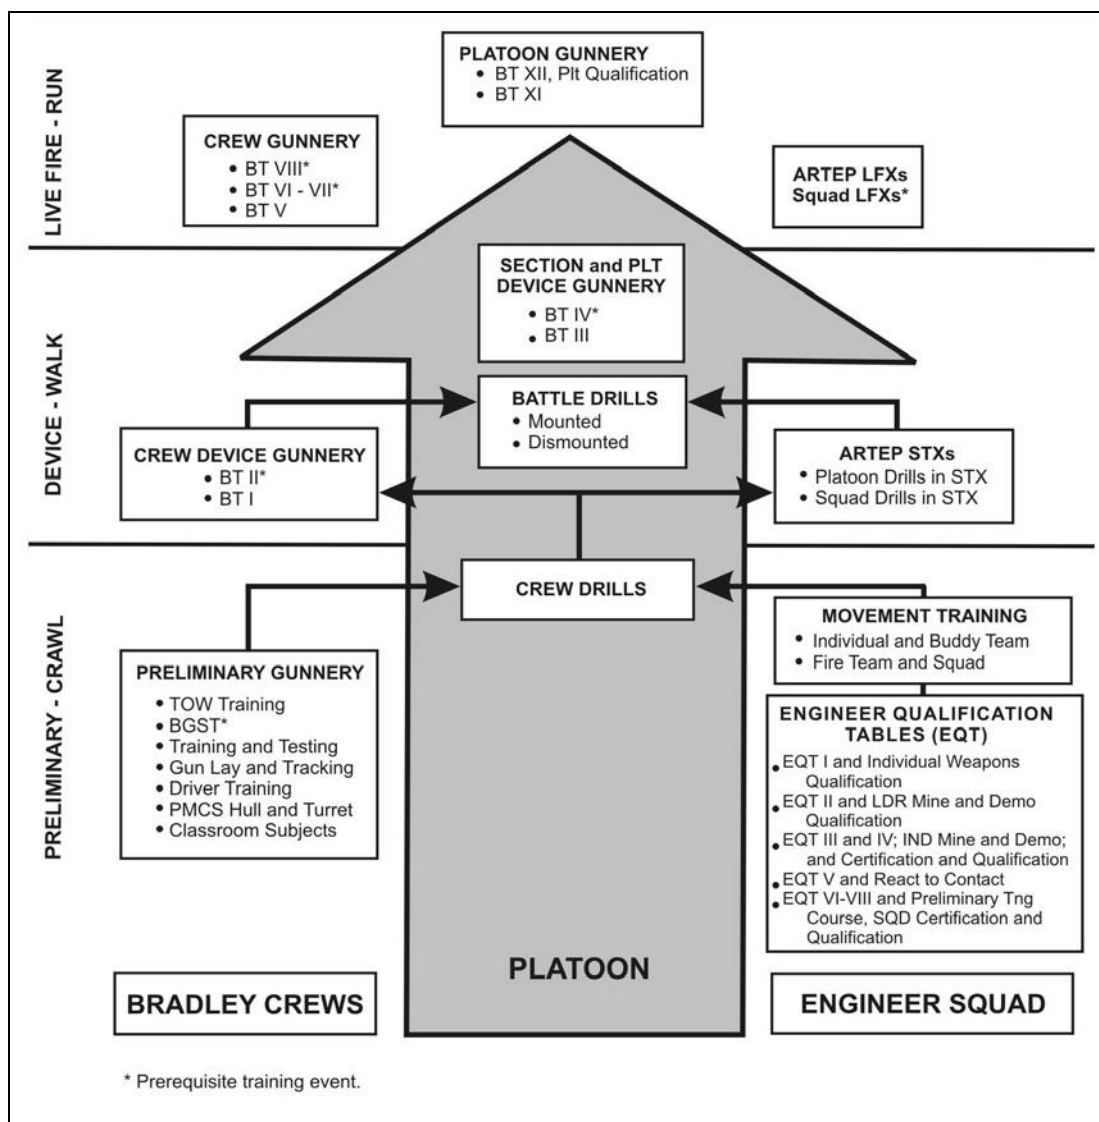 LIVE FIRE - RUN
PLATOON GUNNERY
• BT XII, Plt Qualification
• BT XI
CREW GUNNERY
• BT VIII*
• BT VI - VII*
• BT V
ARTEP LFXs
Squad LFXs*
DEVICE - WALK
SECTION and PLT
DEVICE GUNNERY
• BT IV*
• BT III
BATTLE DRILLS
• Mounted
• Dismounted
CREW DEVICE GUNNERY
• BT II*
• BT I
ARTEP STXs
• Platoon Drills in STX
• Squad Drills in STX
PRELIMINARY - CRAWL
CREW DRILLS
PRELIMINARY GUNNERY
• TOW Training
• BGST*
• Training and Testing
• Gun Lay and Tracking
• Driver Training
• PMCS Hull and Turret
• Classroom Subjects
MOVEMENT TRAINING
• Individual and Buddy Team
• Fire Team and Squad
ENGINEER QUALIFICATION
TABLES (EQT)
• EQT I and Individual Weapons
Qualification
• EQT II and LDR Mine and Demo
Qualification
• EQT III and IV; IND Mine and Demo;
and Certification and Qualification
• EQT V and React to Contact
• EQT VI-VIII and Preliminary Tng
Course, SQD Certification and
Qualification
PLATOON
BRADLEY CREWS
ENGINEER SQUAD
* Prerequisite training event.